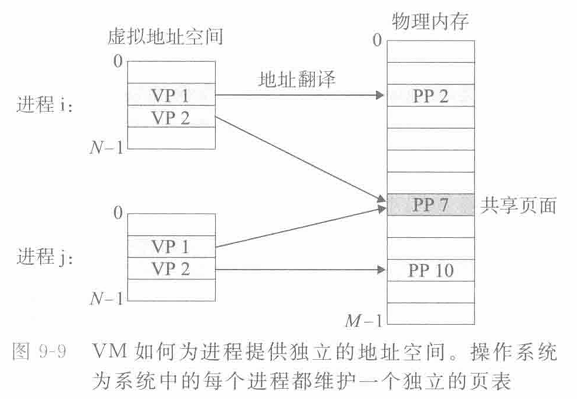 虚拟地址空间
物理内存
0
0
地址翻译
进程 i:
VP 1
PP 2
VP 2
N-1
PP 7
共享页面
0
进程 j:
VP 1
VP 2
PP 10
N-1
M-1
图 9-9 VM 如何为进程提供独立的地址空间。操作系统
为系统中的每个进程都维护一个独立的页表